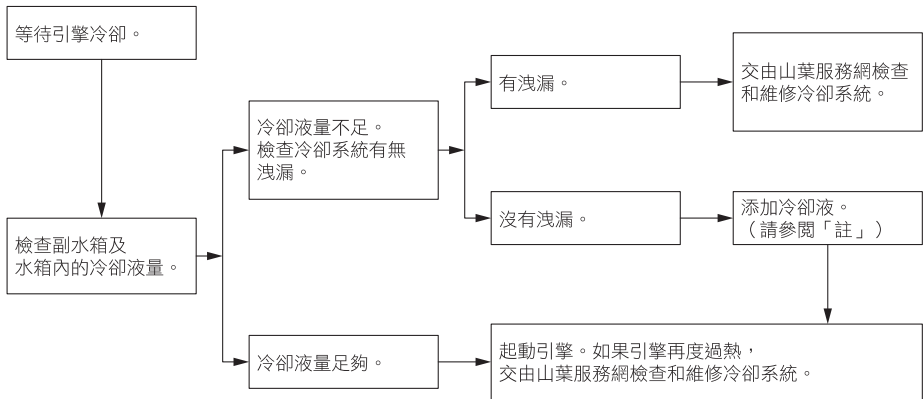 等待引擎冷卻。
檢查副水箱及
水箱內的冷卻液量。
冷卻液量不足。
檢查冷卻系統有無
洩漏。
有洩漏。
交由山葉服務網檢查
和維修冷卻系統。
沒有洩漏。
添加冷卻液。
（請參閱「註」）
冷卻液量足夠。
起動引擎。如果引擎再度過熱，
交由山葉服務網檢查和維修冷卻系統。